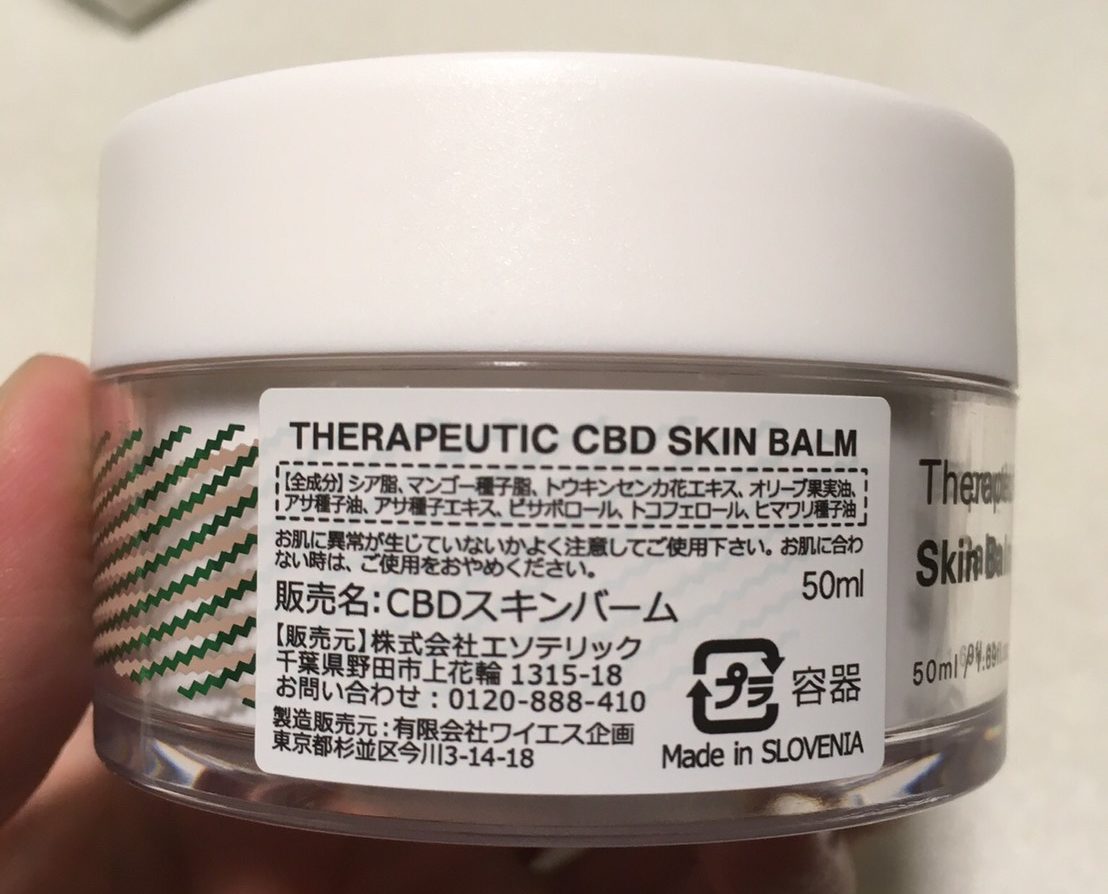 THERAPEUTIC CBD SKIN BALM
【全成分】シア脂、マンゴー種子脂、トウキンセンカ花エキス、オリーブ果実油、
アサ種子油、アサ種子エキス、ビサボロール、トコフェロール、ヒマワリ種子油
お肌に異常が生じていないかよく注意してご使用下さい。お肌に合わ
ない時は、ご使用をおやめください。
50ml
販売名：CBDスキンバーム
【販売元】株式会社エソテリック
千葉県野田市上花輪 1315-18
お問い合わせ：0120-888-410
製造販売元：有限会社ワイエス企画
東京都杉並区今川3-14-18
プラ
容器
Made in SLOVENIA
Skin
50ml